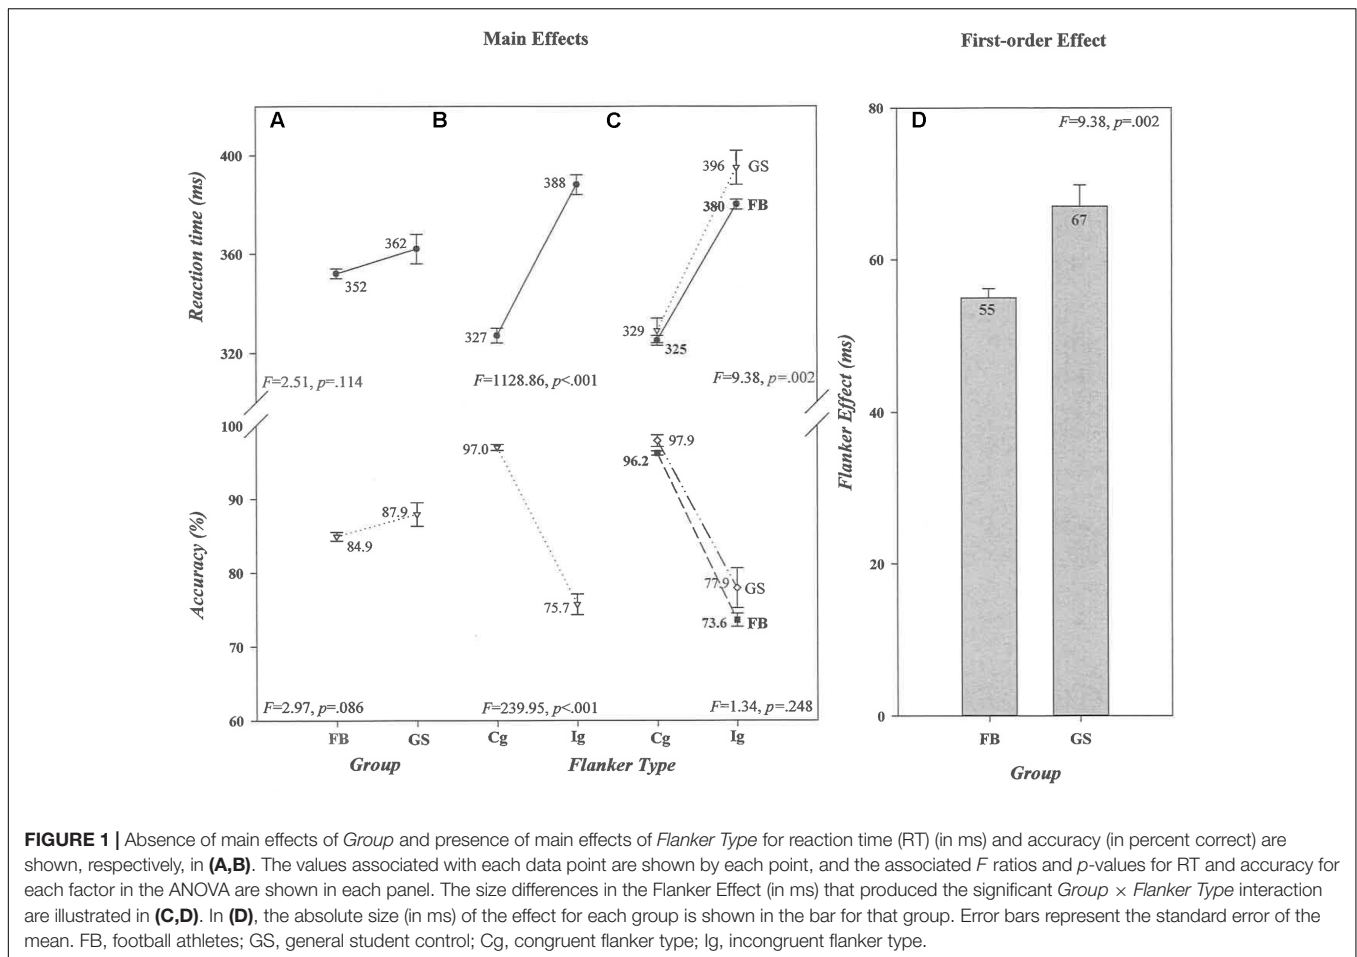 Main Effects
First-order Effect
A
B
C
D
F=9.38, p=.002
80
60
40
20
0
Flanker Effect (ms)
55
67
FB
GS
Group
Reaction time (ms)
400
360
320
352
362
327
388
329
325
396
GS
380
FB
F=2.51, p=.114
F=1128.86, p<.001
F=9.38, p=.002
Accuracy (%)
100
90
80
70
60
84.9
87.9
97.0
75.7
97.9
96.2
77.9
GS
73.6
FB
F=2.97, p=.086
F=239.95, p<.001
F=1.34, p=.248
FB
GS
Cg
Ig
Cg
Ig
Group
Flanker Type
FIGURE 1 | Absence of main effects of Group and presence of main effects of Flanker Type for reaction time (RT) (in ms) and accuracy (in percent correct) are
shown, respectively, in (A,B). The values associated with each data point are shown by each point, and the associated F ratios and p-values for RT and accuracy for
each factor in the ANOVA are shown in each panel. The size differences in the Flanker Effect (in ms) that produced the significant Group × Flanker Type interaction
are illustrated in (C,D). In (D), the absolute size (in ms) of the effect for each group is shown in the bar for that group. Error bars represent the standard error of the
mean. FB, football athletes; GS, general student control; Cg, congruent flanker type; Ig, incongruent flanker type.